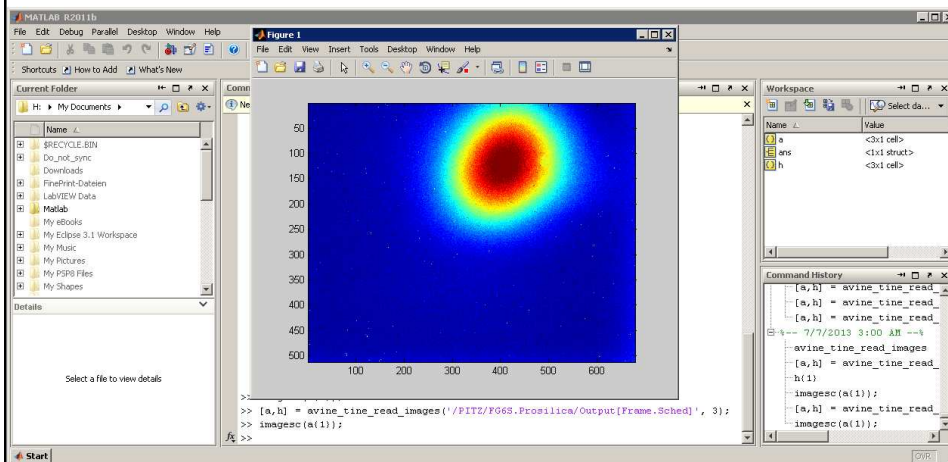 MATLAB R2011b
File Edit Debug Parallel Desktop Window Help
Shortcuts How to Add What's New
Current Folder
H: My Documents
Name
$RECYCLE.BIN
Do_not_sync
Downloads
FinePrint-Dateien
LabVIEW Data
Matlab
My eBooks
My Eclipse 3.1 Workspace
My Music
My Pictures
My PSP8 Files
My Shapes
Details
Select a file to view details
Figure 1
File Edit View Insert Tools Desktop Window Help
50
100
150
200
250
300
350
400
450
500
100 200 300 400 500 600
>> [a,h] = avine_tine_read_images('/PITZ/FG6S.Prosilica/Output[Frame.Sched]', 3);
>> imagesc(a{1});
fx >>
Workspace
Select da...
Name Value
a <3x1 cell>
ans <1x1 struct>
h <3x1 cell>
Command History
[a,h] = avine_tine_read_
[a,h] = avine_tine_read_
[a,h] = avine_tine_read_
%-- 7/7/2013 3:00 AM --%
avine_tine_read_images
[a,h] = avine_tine_read_
h(1)
imagesc(a{1});
[a,h] = avine_tine_read_
imagesc(a{1});
Start
OVR